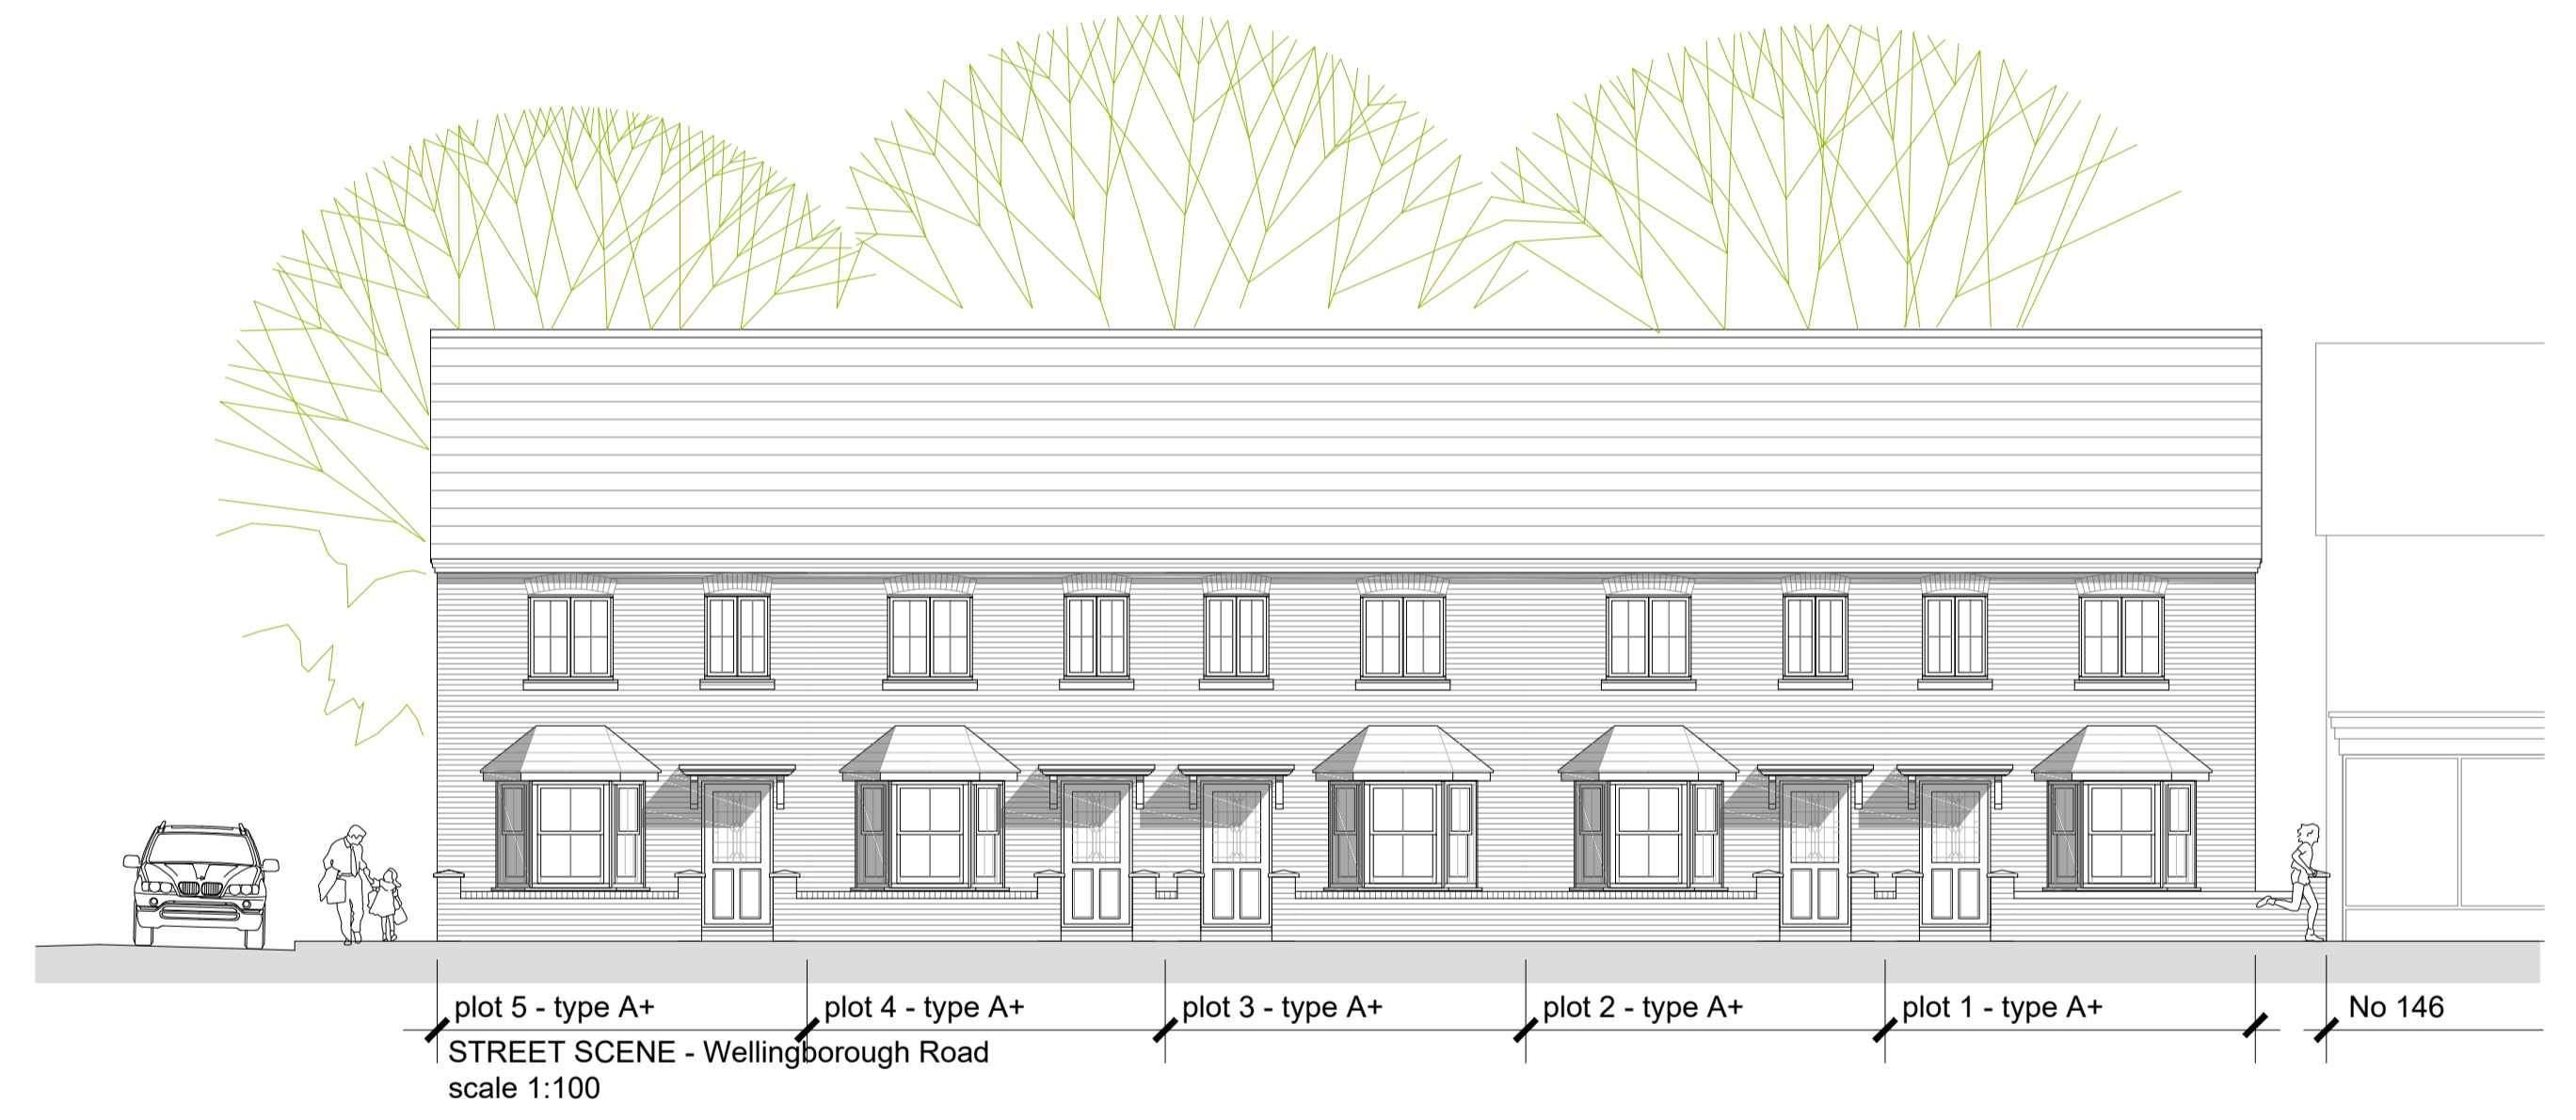 plot 5 - type A+ plot 4 - type A+ plot 3 - type A+ plot 2 - type A+ plot 1 - type A+ No 146
STREET SCENE - Wellingborough Road
scale 1:100